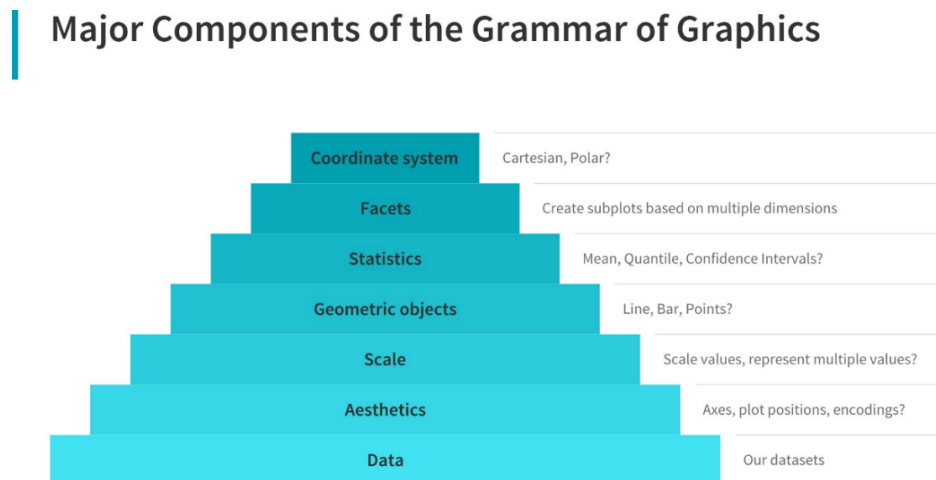 Major Components of the Grammar of Graphics
Coordinate system
Cartesian, Polar?
Facets
Create subplots based on multiple dimensions
Statistics
Mean, Quantile, Confidence Intervals?
Geometric objects
Line, Bar, Points?
Scale
Scale values, represent multiple values?
Aesthetics
Axes, plot positions, encodings?
Data
Our datasets